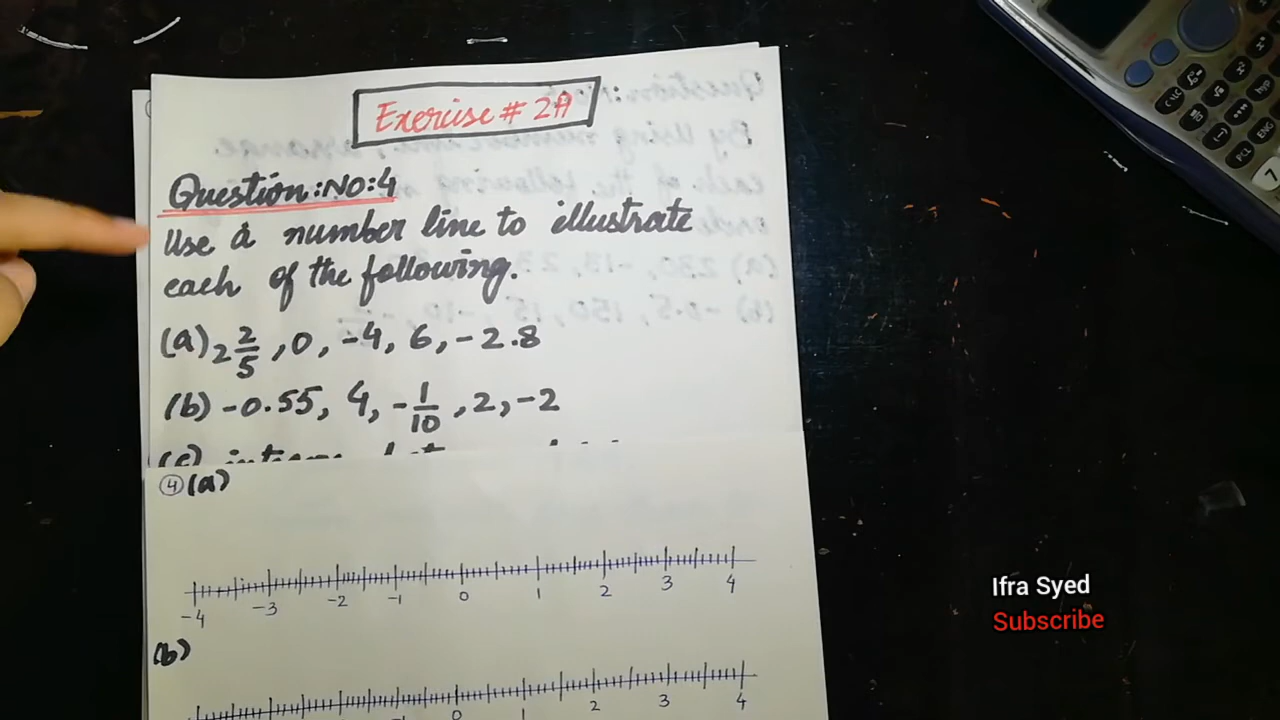 Exercise # 2A
Question:No:4
Use a number line to illustrate
each of the following.
(a) 2 2/5, 0, -4, 6, -2.8
(b) -0.55, 4, -1/10, 2, -2
(c)
④(a)
-4 -3 -2 -1 0 1 2 3 4
(b)
0 1 2 3 4
Ifra Syed
Subscribe